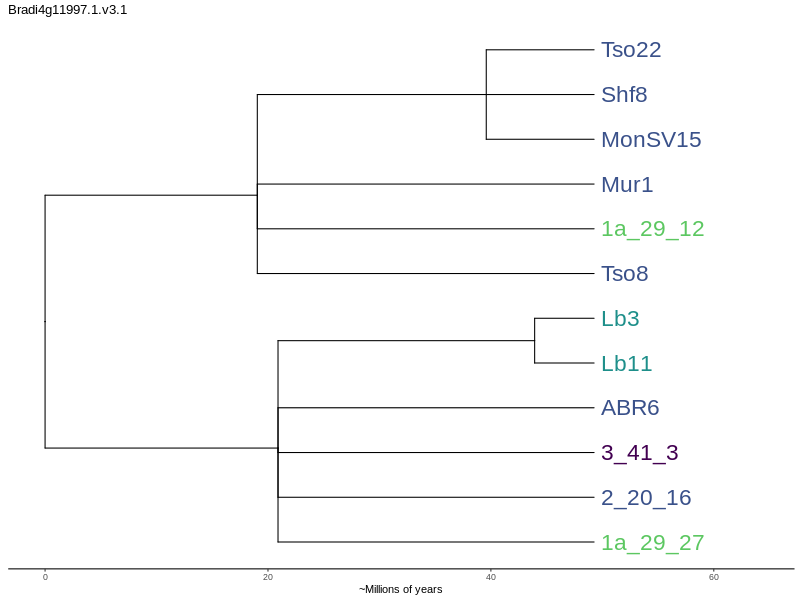 Bradi4g11997.1.v3.1
Tso22
Shf8
MonSV15
Mur1
1a_29_12
Tso8
Lb3
Lb11
ABR6
3_41_3
2_20_16
1a_29_27
0 20 40 60
~Millions of years